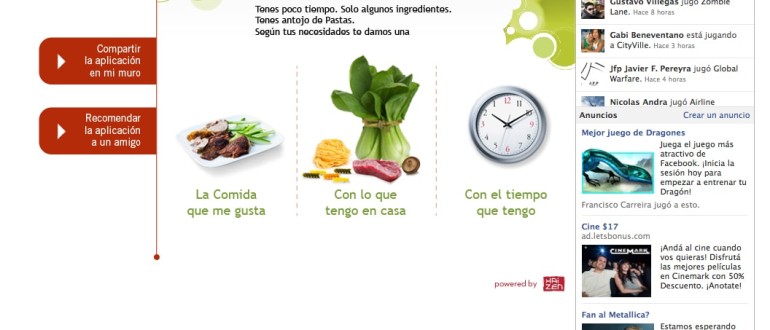 Tenes poco tiempo. Solo algunos ingredientes.
Tenes antojo de Pastas.
Según tus necesidades te damos una
Compartir
la aplicación
en mi muro
Recomendar
la aplicación
a un amigo
La Comida
que me gusta
Con lo que
tengo en casa
Con el tiempo
que tengo
powered by
HAI
ZEN
Gustavo Villegas jugó Zombie
Lane. Hace 8 horas
Gabi Beneventano está jugando
a CityVille. Hace 3 horas
Jfp Javier F. Pereyra jugó Global
Warfare. Hace 4 horas
Nicolas Andra jugó Airline
Anuncios
Crear un anuncio
Mejor juego de Dragones
Juega el juego más
atractivo de
Facebook. ¡Inicia la
sesión hoy para
empezar a entrenar tu
Dragón!
Francisco Carreira jugó a esto.
Cine $17
ad.letsbonus.com
CINEMARK
¡Andá al cine cuando
vos quieras! Disfrutá
las mejores películas
en Cinemark con 50%
Descuento. ¡Anotate!
Fan al Metallica?
Estamos esperando